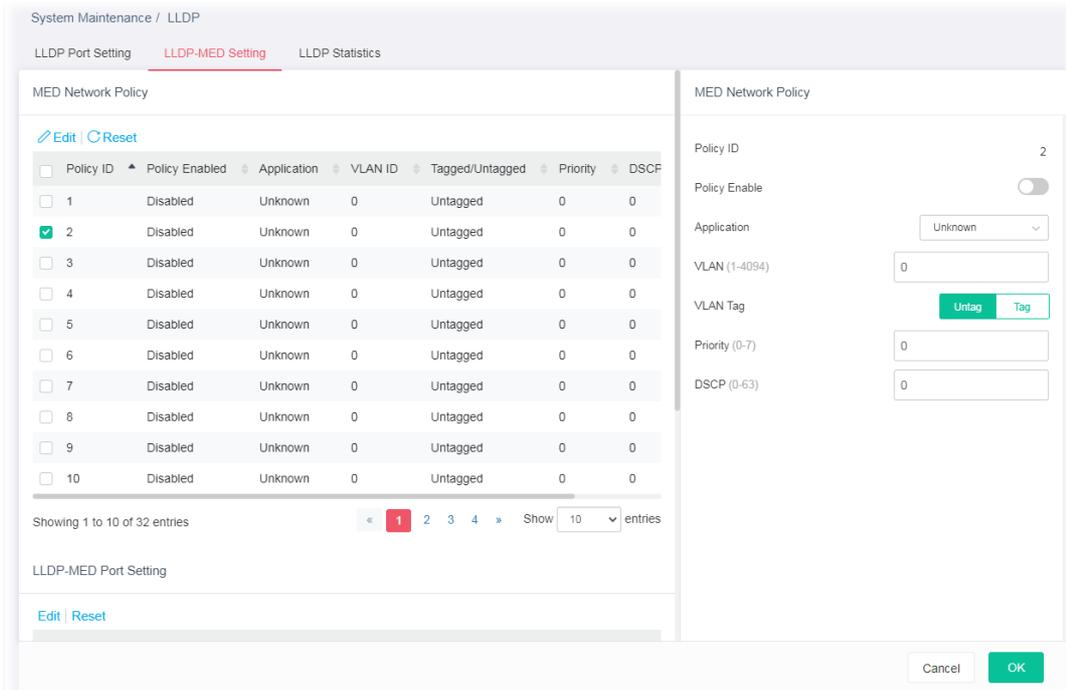 System Maintenance / LLDP
LLDP Port Setting LLDP-MED Setting LLDP Statistics
MED Network Policy
Edit | Reset
Policy ID Policy Enabled Application VLAN ID Tagged/Untagged Priority DSCP
1 Disabled Unknown 0 Untagged 0 0
2 Disabled Unknown 0 Untagged 0 0
3 Disabled Unknown 0 Untagged 0 0
4 Disabled Unknown 0 Untagged 0 0
5 Disabled Unknown 0 Untagged 0 0
6 Disabled Unknown 0 Untagged 0 0
7 Disabled Unknown 0 Untagged 0 0
8 Disabled Unknown 0 Untagged 0 0
9 Disabled Unknown 0 Untagged 0 0
10 Disabled Unknown 0 Untagged 0 0
Showing 1 to 10 of 32 entries « 1 2 3 4 » Show 10 entries
LLDP-MED Port Setting
Edit | Reset
MED Network Policy
Policy ID 2
Policy Enable
Application Unknown
VLAN (1-4094) 0
VLAN Tag Untag Tag
Priority (0-7) 0
DSCP (0-63) 0
Cancel OK